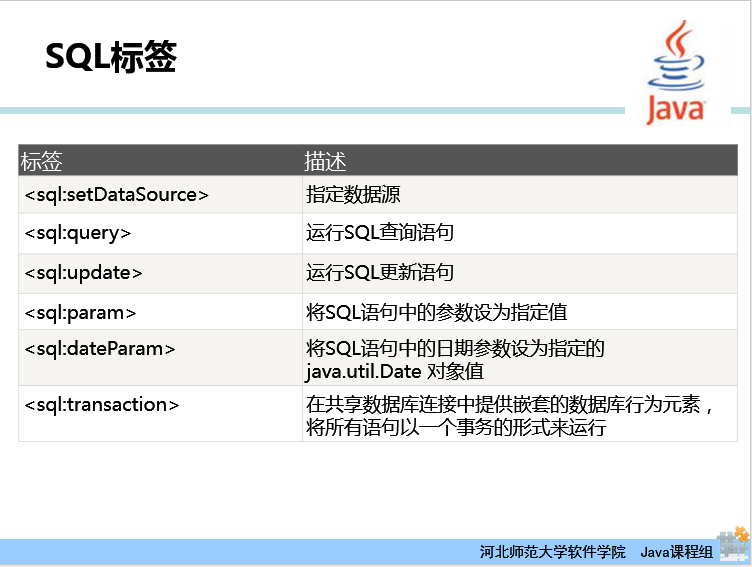 SQL标签
Java
标签 描述
<sql:setDataSource> 指定数据源
<sql:query> 运行SQL查询语句
<sql:update> 运行SQL更新语句
<sql:param> 将SQL语句中的参数设为指定值
<sql:dateParam> 将SQL语句中的日期参数设为指定的
java.util.Date 对象值
<sql:transaction> 在共享数据库连接中提供嵌套的数据库行为元素，
将所有语句以一个事务的形式来运行
河北师范大学软件学院 Java课程组